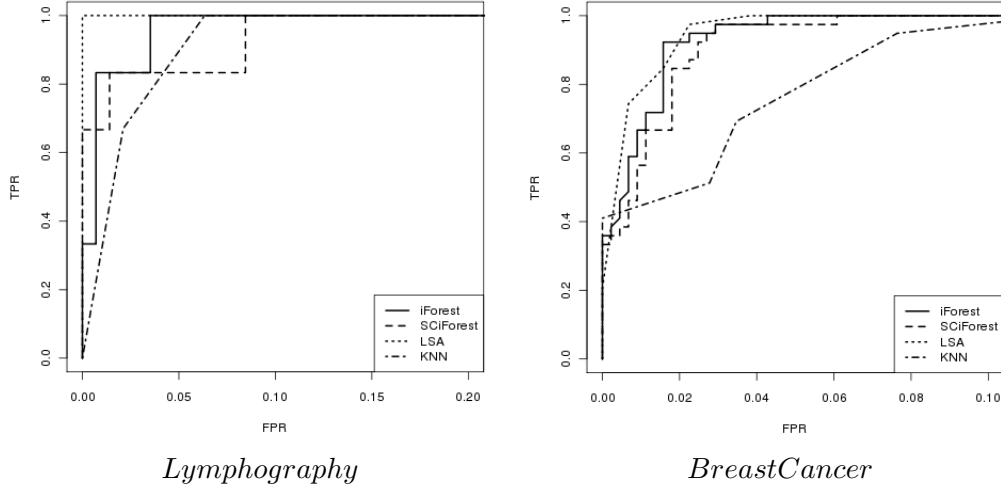 TPR
1.0
0.8
0.6
0.4
0.2
0.0
iForest
SCiForest
LSA
KNN
0.00 0.05 0.10 0.15 0.20
FPR
Lymphography
TPR
1.0
0.8
0.6
0.4
0.2
0.0
iForest
SCiForest
LSA
KNN
0.00 0.02 0.04 0.06 0.08 0.10
FPR
BreastCancer